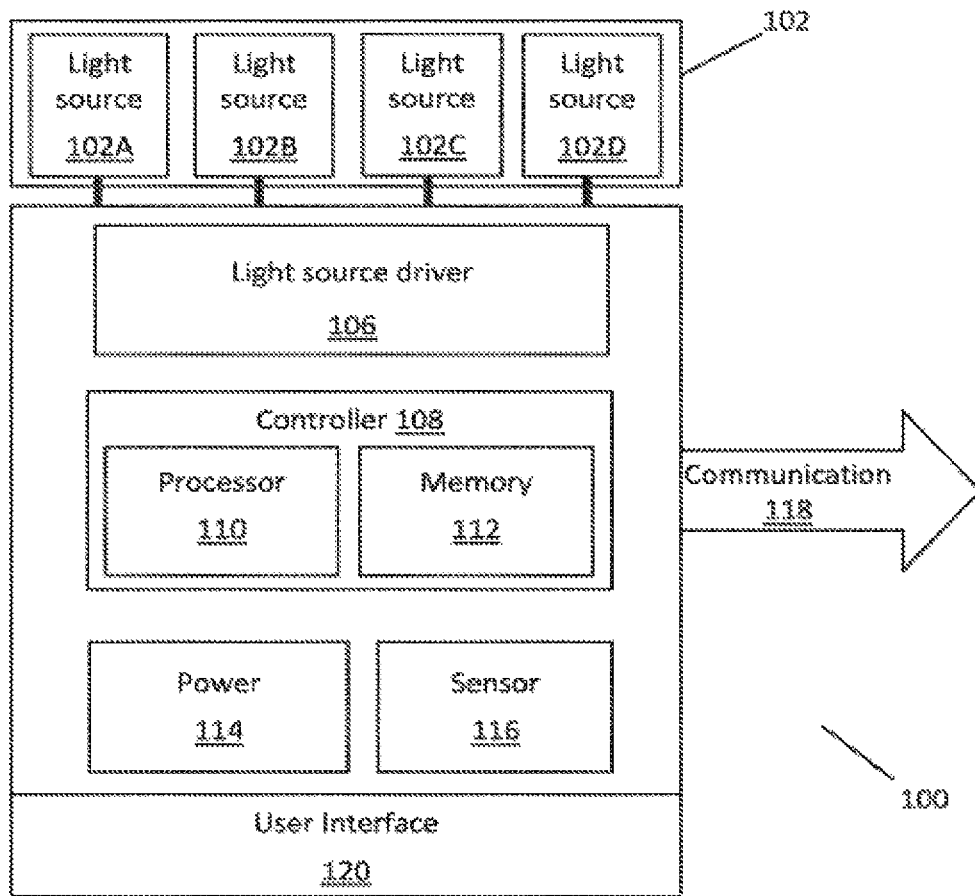 102
Light source 102A
Light source 102B
Light source 102C
Light source 102D
Light source driver
106
Controller 108
Processor
110
Memory
112
Communication
118
Power
114
Sensor
116
100
User Interface
120